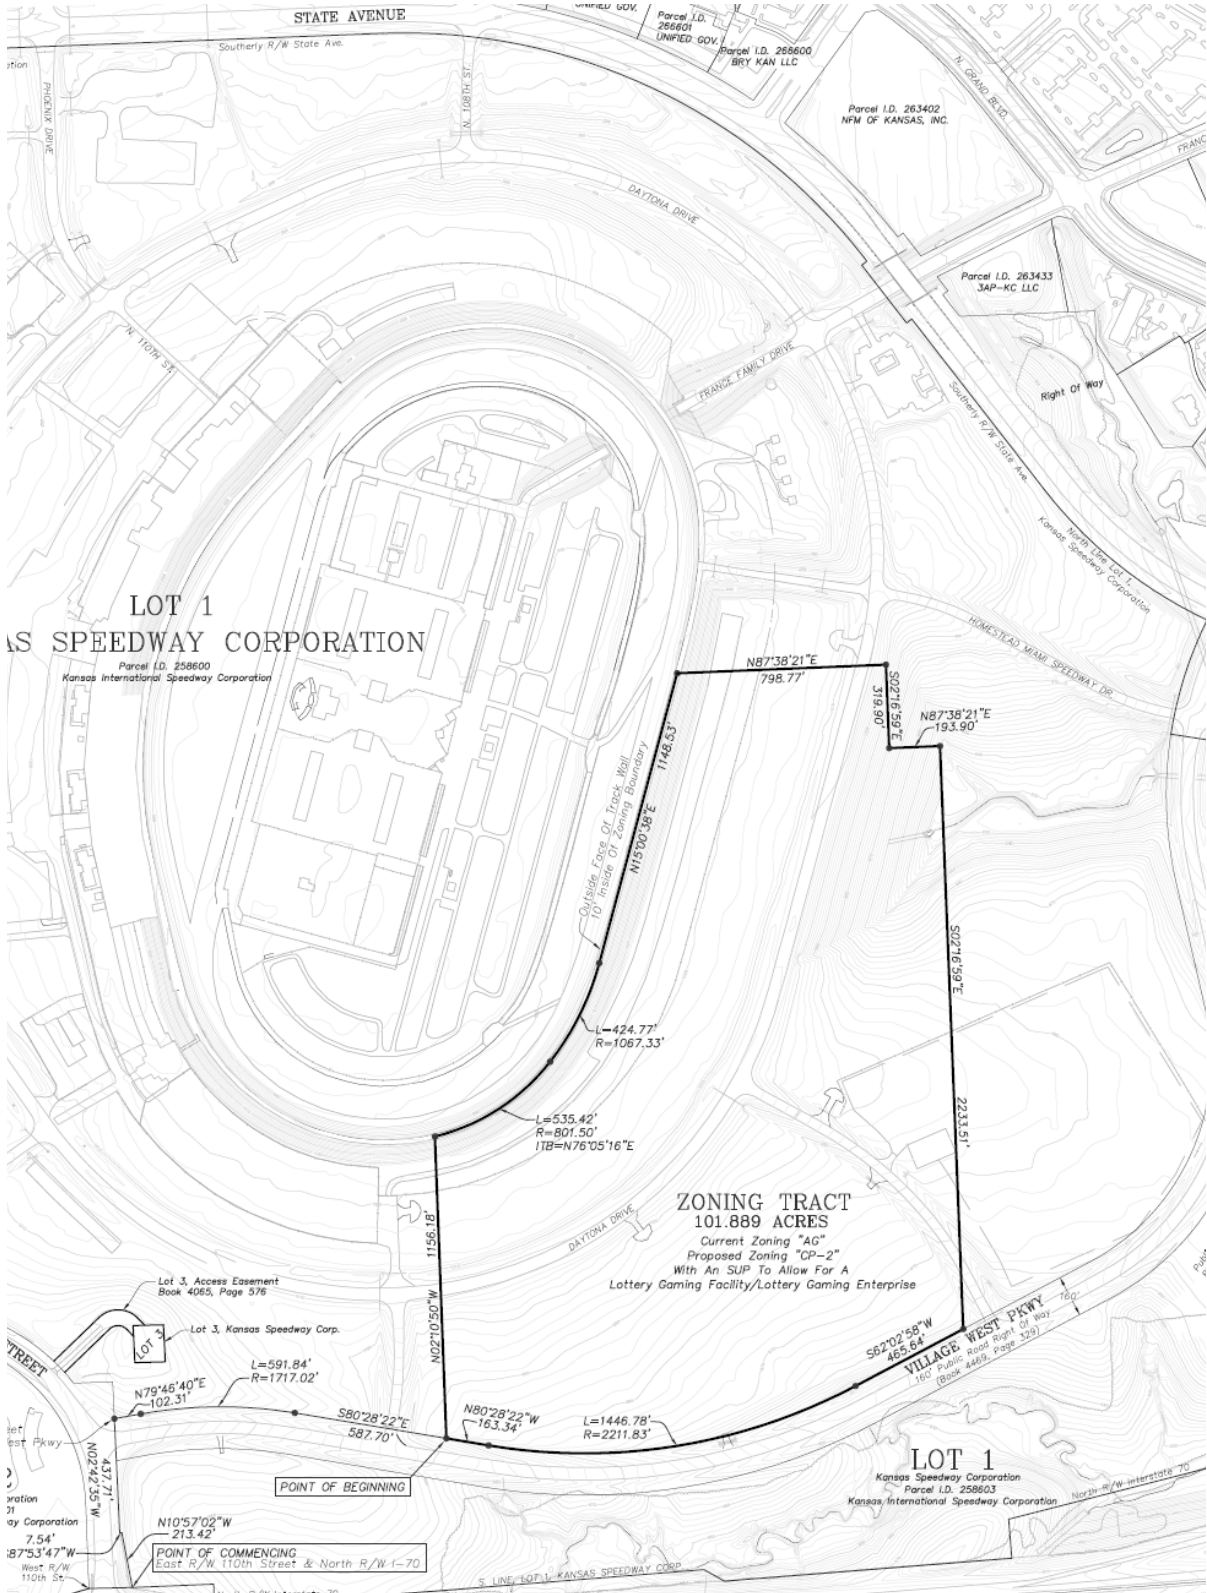 STATE AVENUE
Southerly R/W State Ave.
UNIFIED GOV.
Parcel I.D.
266601
UNIFIED GOV.
Parcel I.D. 266600
BRY KAN LLC
PHOENIX DRIVE
N. 108TH ST.
N. GRAND BLVD.
Parcel I.D. 263402
NFM OF KANSAS, INC.
FRANC
DAYTONA DRIVE
Parcel I.D. 263433
3AP-KC LLC
N. 110TH ST.
FRANCE FAMILY DRIVE
Right Of Way
Southerly R/W State Ave.
North Line Lot 1,
Kansas Speedway Corporation
LOT 1
AS SPEEDWAY CORPORATION
Parcel I.D. 258600
Kansas International Speedway Corporation
HOMESTEAD MIAMI SPEEDWAY DR.
N87°38'21"E
798.77'
S02°16'59"E
319.90'
N87°38'21"E
193.90'
Outside Face Of Track Wall
10' Inside Of Zoning Boundary
1148.53'
N15°00'38"E
S02°16'59"E
2233.51'
L=424.77'
R=1067.33'
L=535.42'
R=801.50'
ITB=N76°05'16"E
ZONING TRACT
101.889 ACRES
Current Zoning "AG"
Proposed Zoning "CP-2"
With An SUP To Allow For A
Lottery Gaming Facility/Lottery Gaming Enterprise
DAYTONA DRIVE
1156.18'
N02°10'50"W
Lot 3, Access Easement
Book 4065, Page 576
Lot 3, Kansas Speedway Corp.
LOT 3
STREET
L=591.84'
R=1717.02'
N79°46'40"E
102.31'
S80°28'22"E
587.70'
N80°28'22"W
163.34'
L=1446.78'
R=2211.83'
S62°02'58"W
465.64'
VILLAGE WEST PKWY
160' Public Road Right Of Way
(Book 4469, Page 329)
160'
POINT OF BEGINNING
LOT 1
Kansas Speedway Corporation
Parcel I.D. 258603
Kansas International Speedway Corporation
North R/W Interstate 70
437.71'
N02°42'35"W
N10°57'02"W
213.42'
POINT OF COMMENCING
East R/W 110th Street & North R/W I-70
7.54'
S87°53'47"W
West R/W
110th St.
S. LINE, LOT 1, KANSAS SPEEDWAY CORP.